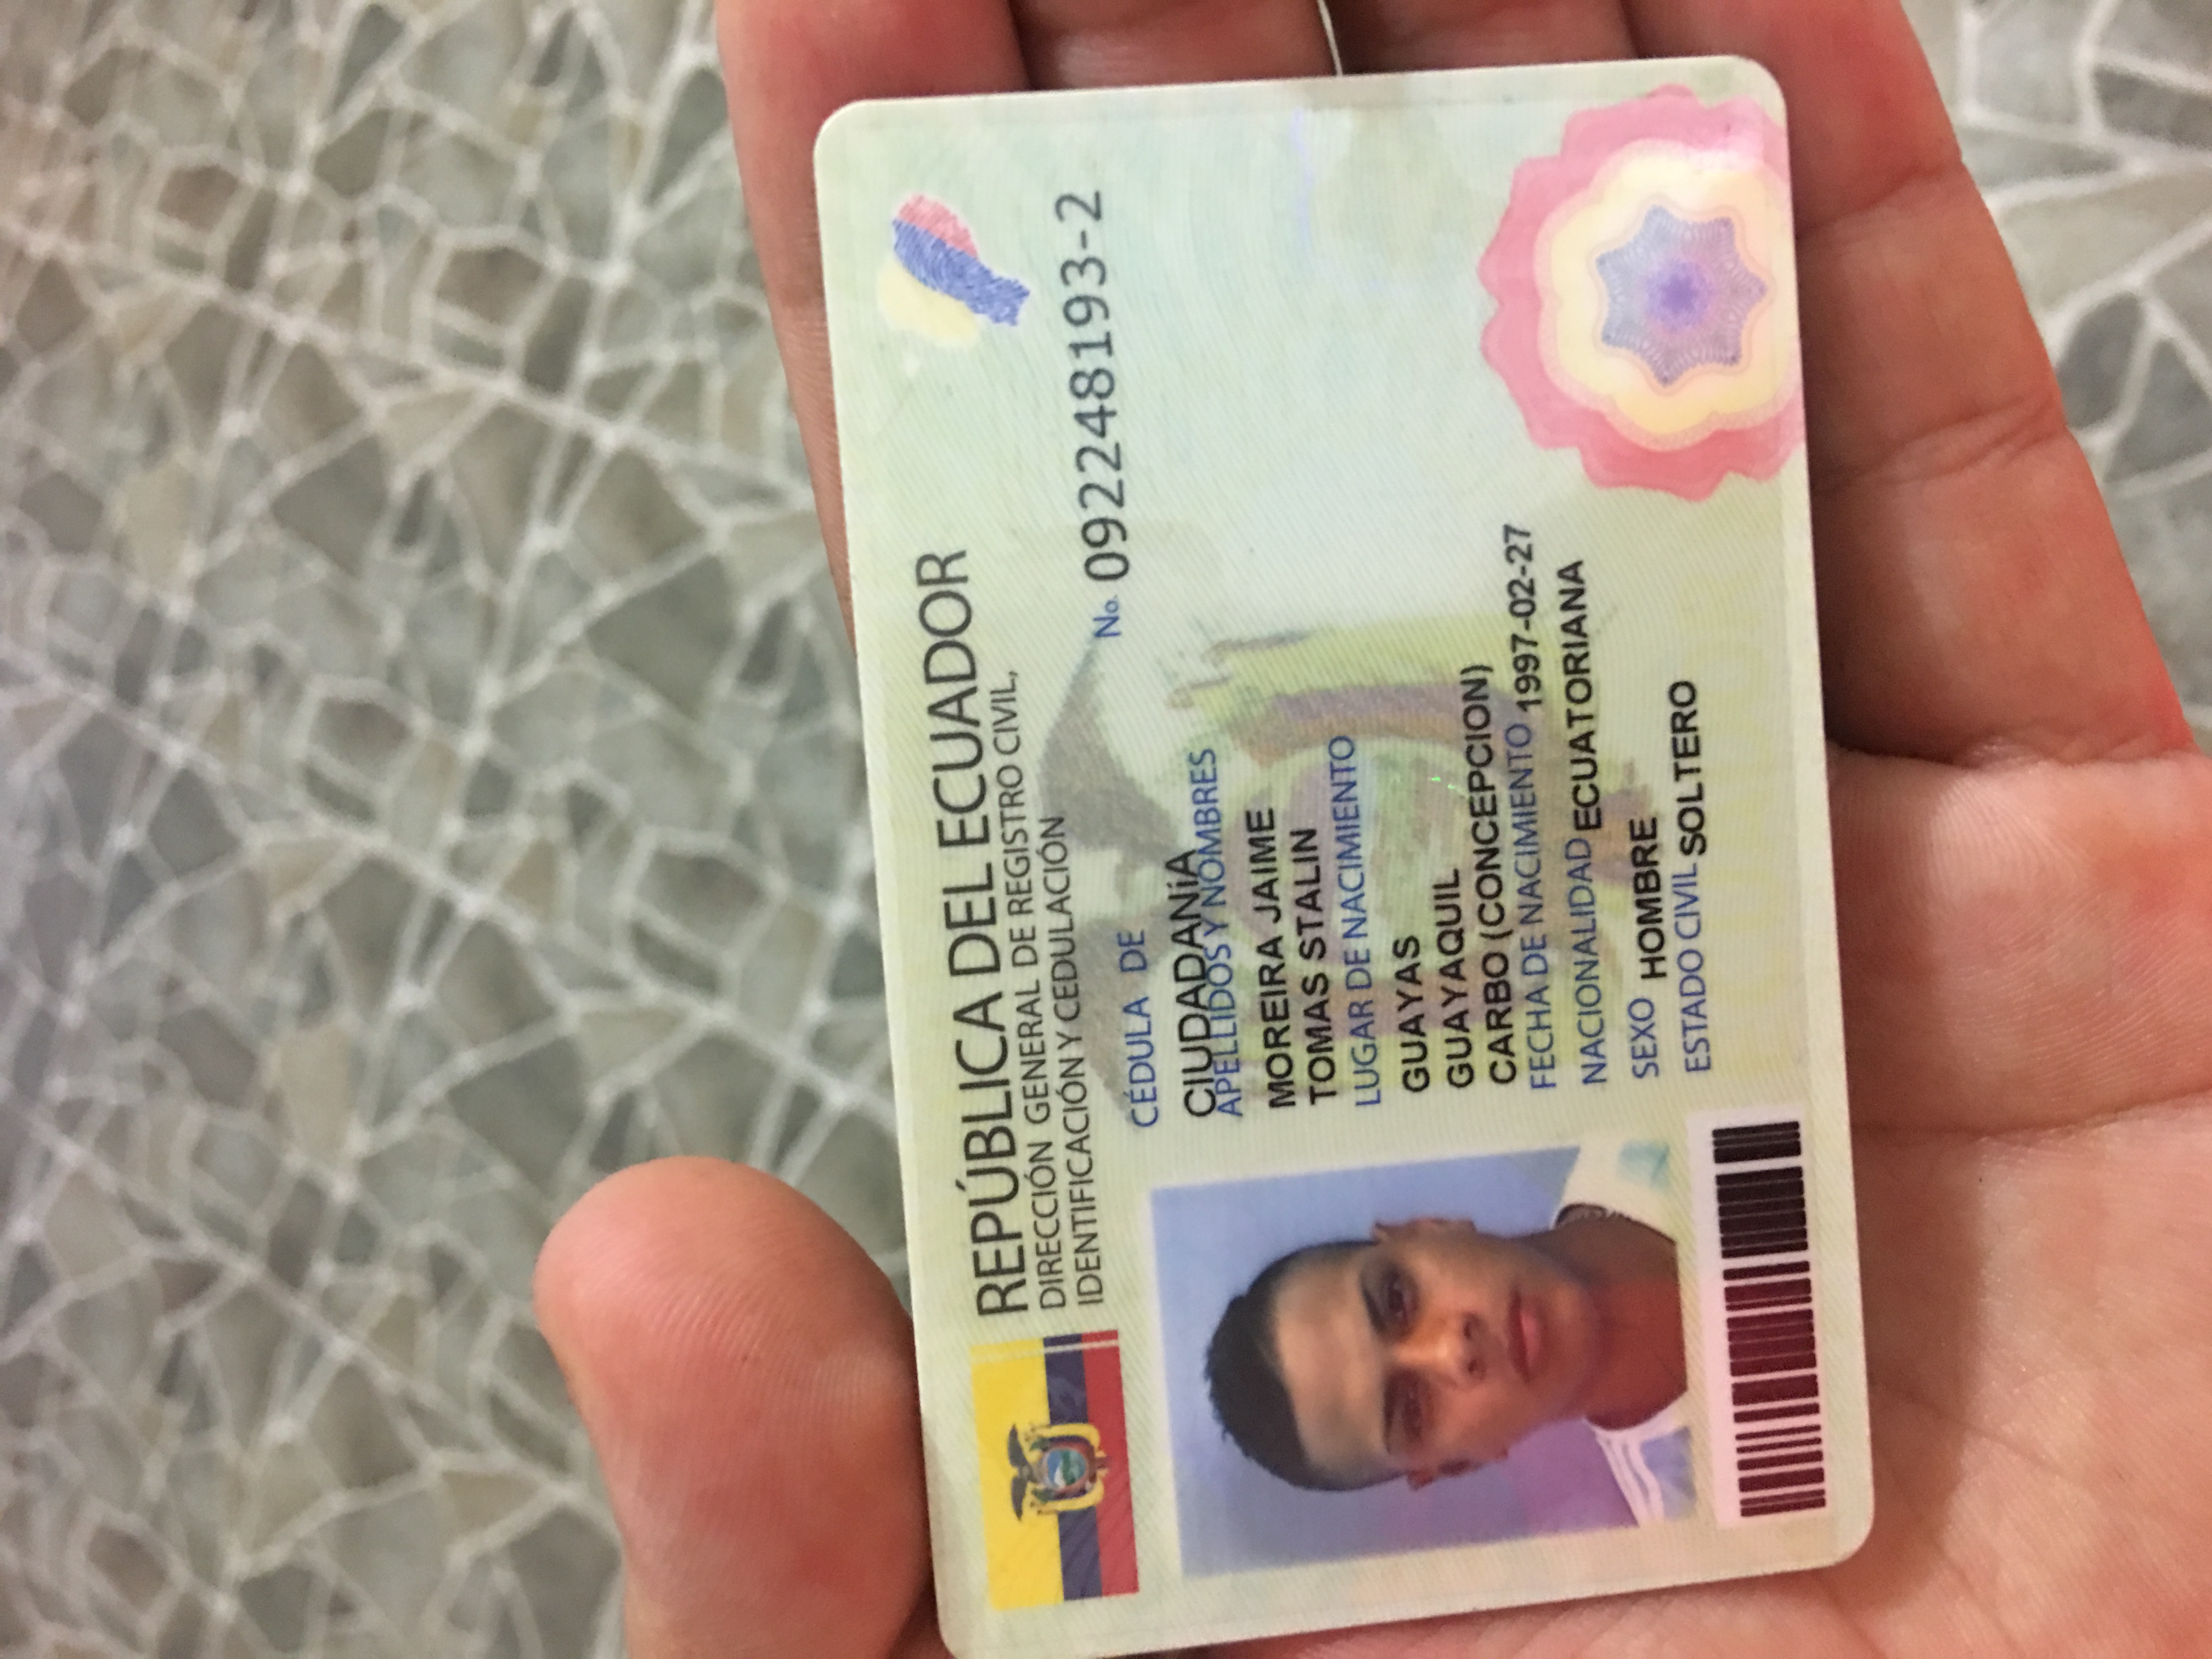 REPÚBLICA DEL ECUADOR
DIRECCIÓN GENERAL DE REGISTRO CIVIL,
IDENTIFICACIÓN Y CEDULACIÓN
No. 092248193-2
CÉDULA DE
CIUDADANíA
APELLIDOS Y NOMBRES
MOREIRA JAIME
TOMAS STALIN
LUGAR DE NACIMIENTO
GUAYAS
GUAYAQUIL
CARBO (CONCEPCION)
FECHA DE NACIMIENTO 1997-02-27
NACIONALIDAD ECUATORIANA
SEXO HOMBRE
ESTADO CIVIL SOLTERO